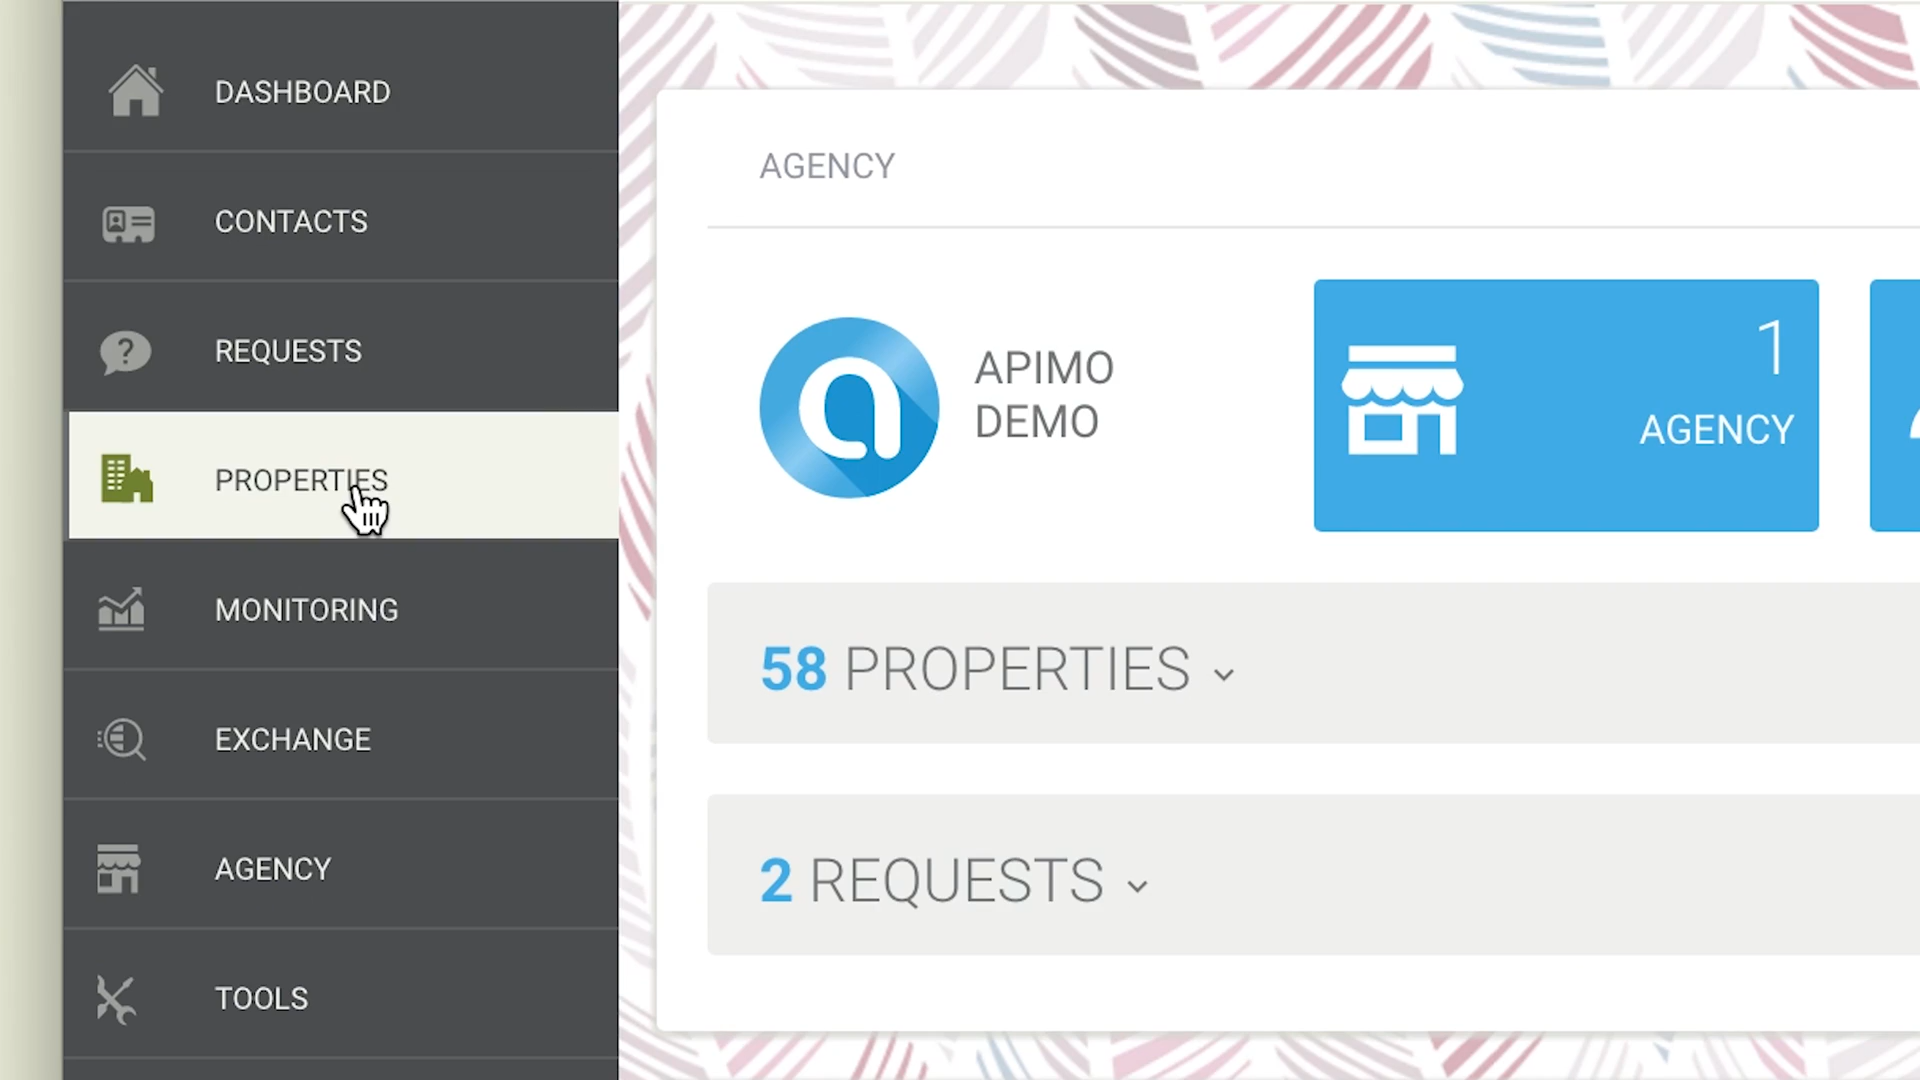 DASHBOARD
CONTACTS
REQUESTS
PROPERTIES
MONITORING
EXCHANGE
AGENCY
TOOLS
AGENCY
APIMO
DEMO
1
AGENCY
58 PROPERTIES
2 REQUESTS